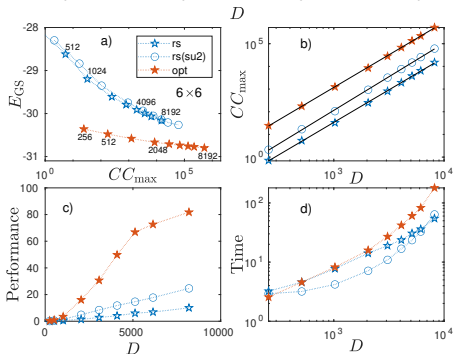 D
-28
-29
-30
-31
E_GS
a)
512
1024
4096
8192
256
512
2048
8192
6×6
rs
rs(su2)
opt
10^0
10^5
CC_max
b)
10^5
10^0
CC_max
10^3
10^4
D
c)
100
80
60
40
20
0
Performance
0
5000
10000
D
d)
10^2
10^1
10^0
Time
10^3
10^4
D